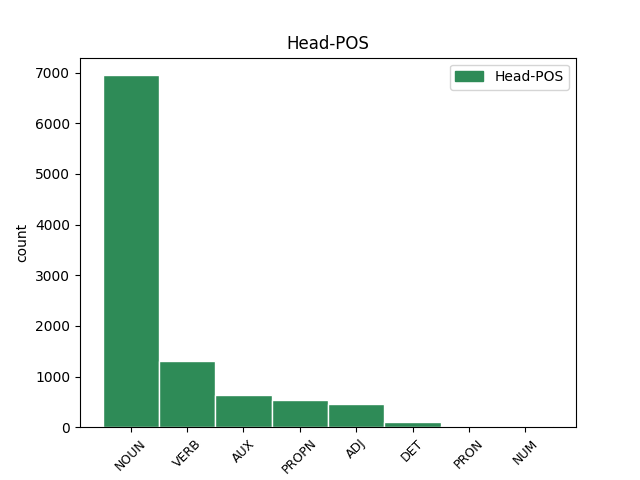 Head-POS
Head-POS
count
7000
6000
5000
4000
3000
2000
1000
0
NOUN
VERB
AUX
PROPN
ADJ
DET
PRON
NUM